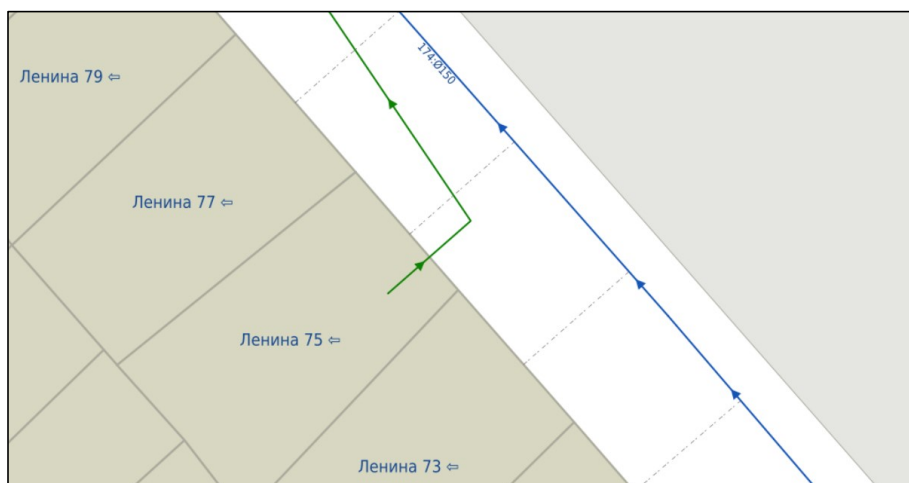 174:Ø150
Ленина 79 ⇦
Ленина 77 ⇦
Ленина 75 ⇦
Ленина 73 ⇦